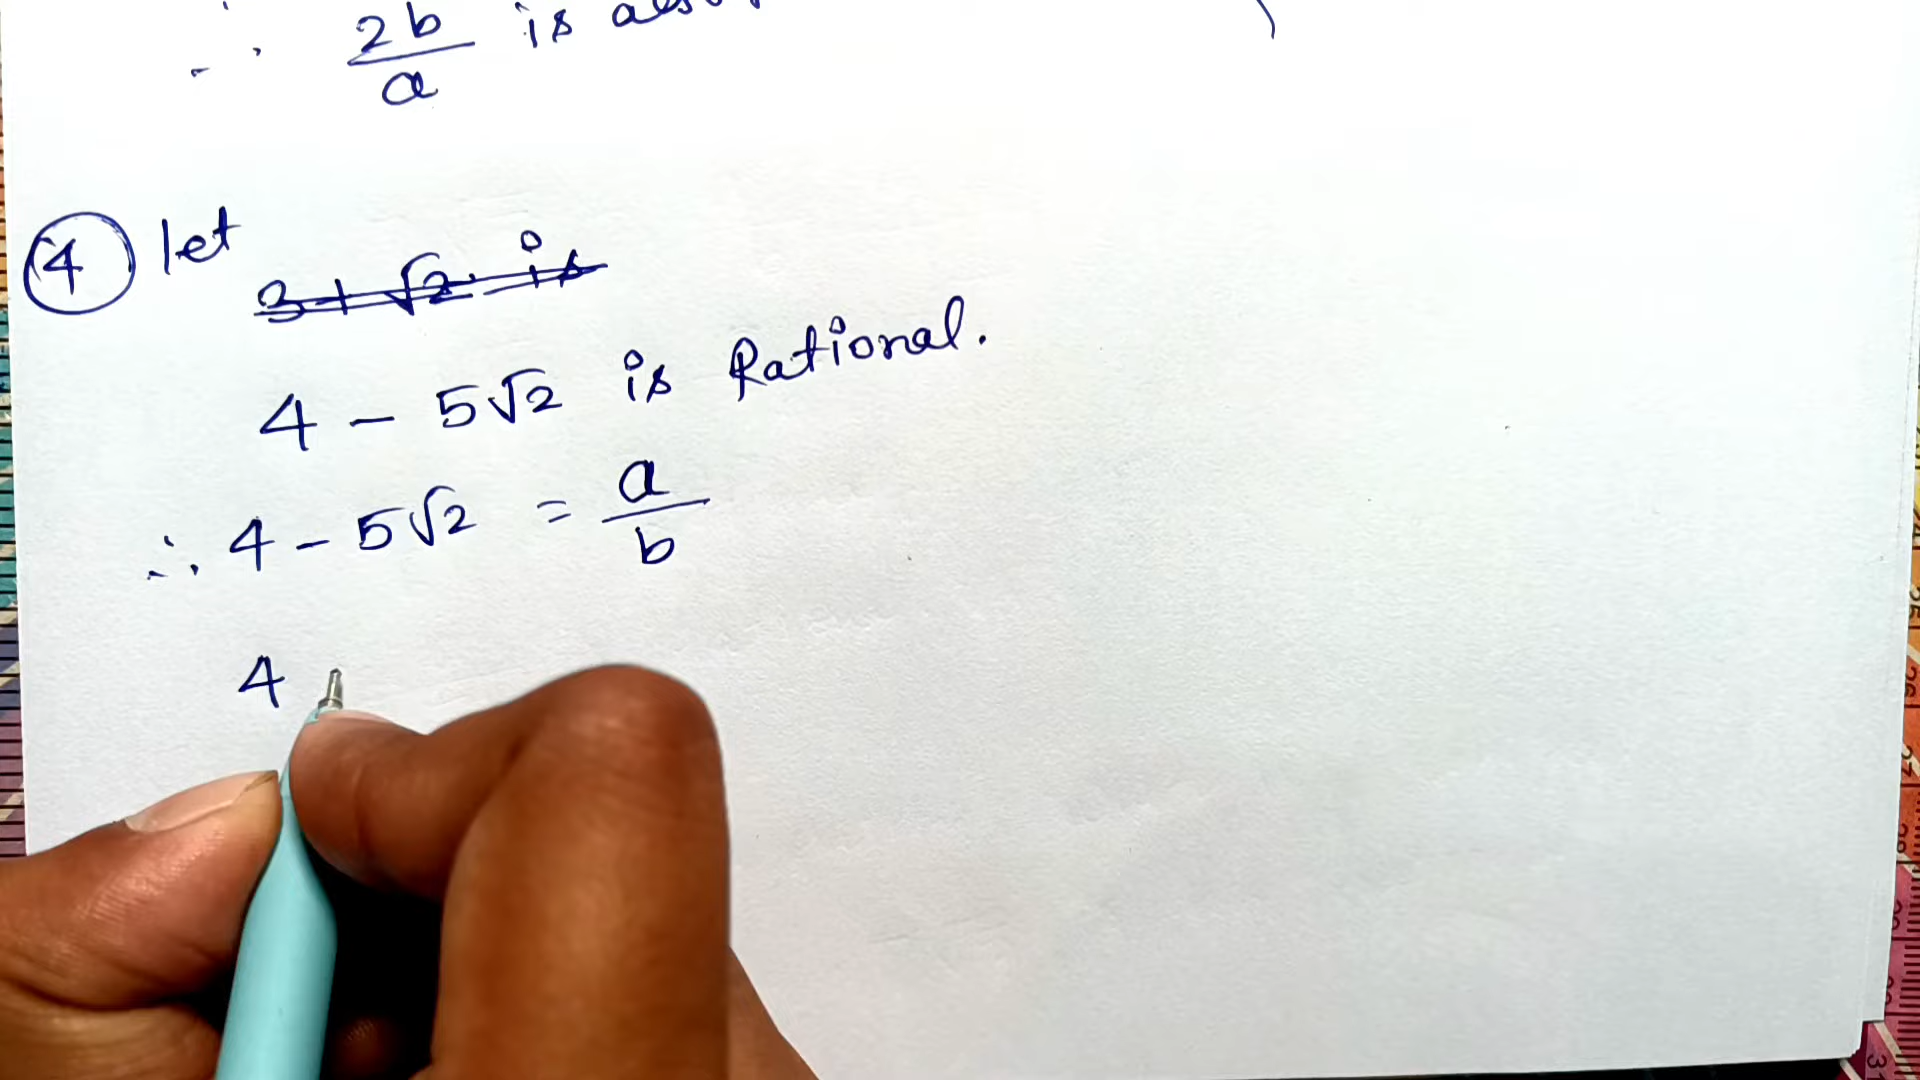 ∴ 2b/a is
④ let
3+√2 is
4 - 5√2 is Rational.
∴ 4 - 5√2 = a/b
4